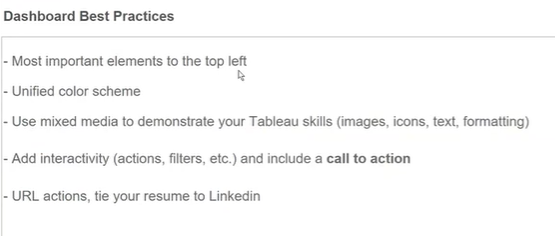 Dashboard Best Practices
- Most important elements to the top left
- Unified color scheme
- Use mixed media to demonstrate your Tableau skills (images, icons, text, formatting)
- Add interactivity (actions, filters, etc.) and include a call to action
- URL actions, tie your resume to Linkedin